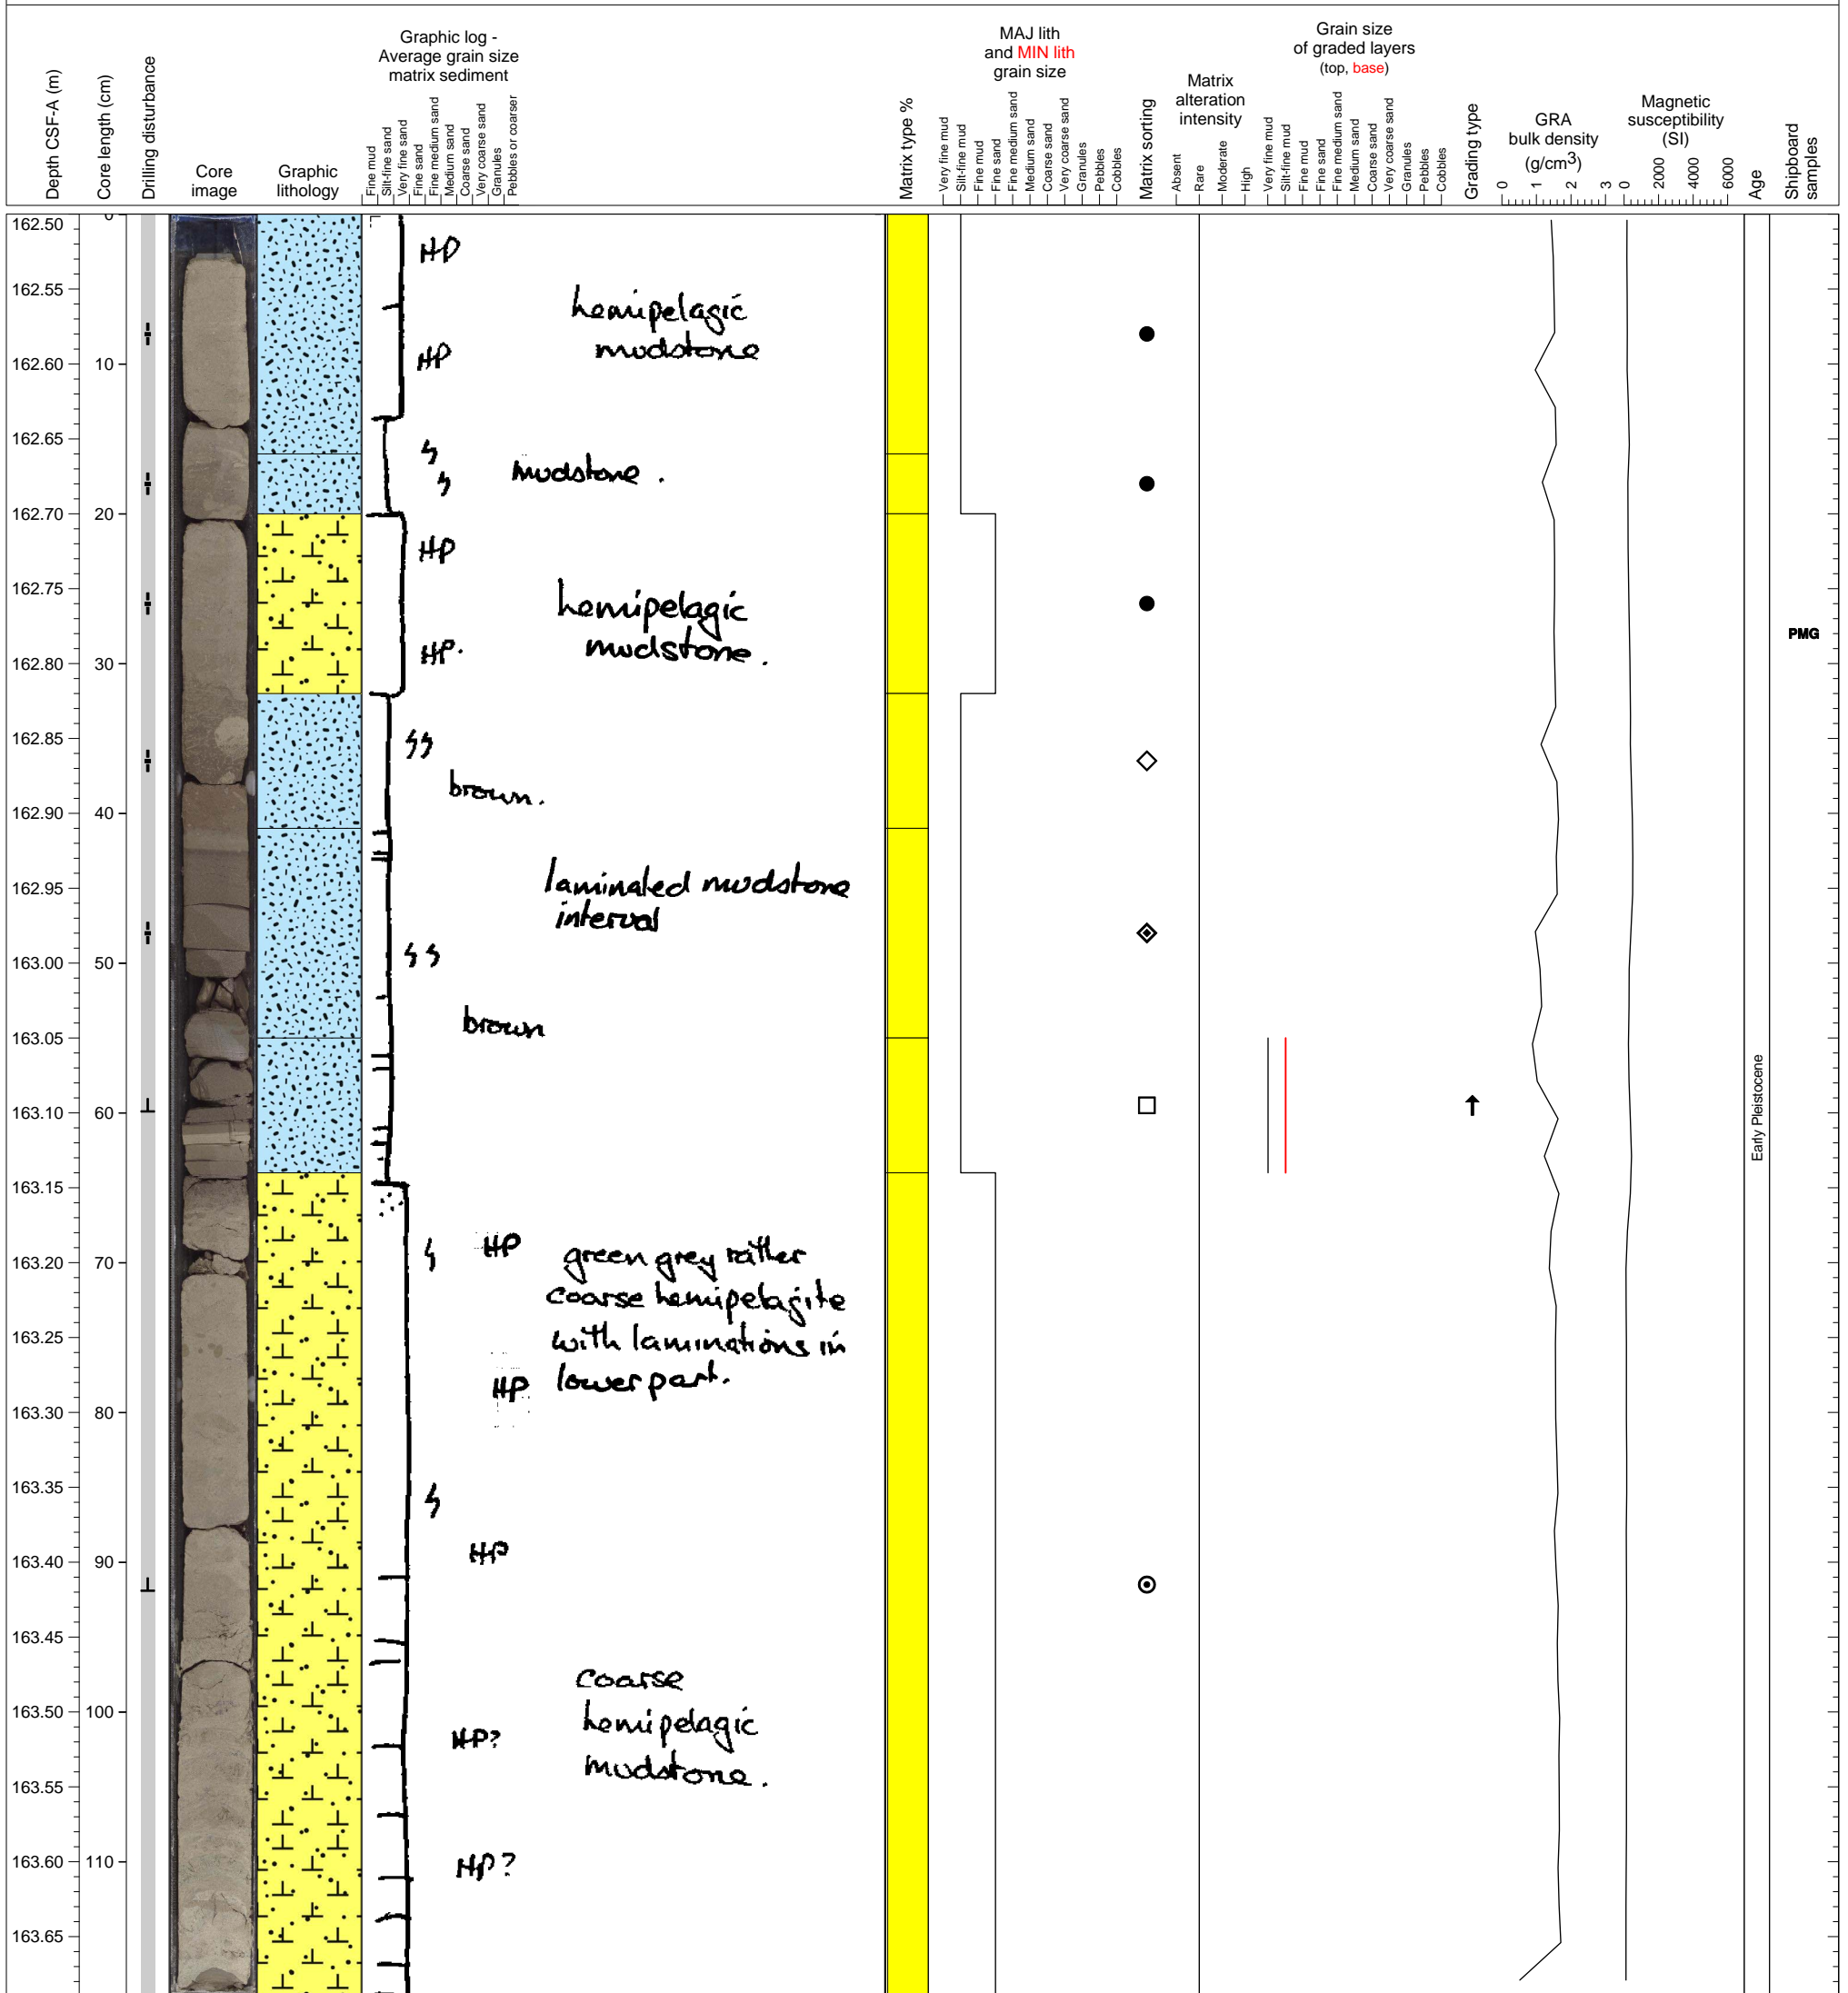 Depth CSF-A (m)
Core length (cm)
Drilling disturbance
Core
image
Graphic
lithology
Graphic log -
Average grain size
matrix sediment
Fine mud
Silt-fine sand
Very fine sand
Fine sand
Fine medium sand
Medium sand
Coarse sand
Very coarse sand
Granules
Pebbles or coarser
Matrix type %
MAJ lith
and MIN lith
grain size
Very fine mud
Silt-fine mud
Fine mud
Fine sand
Fine medium sand
Medium sand
Coarse sand
Very coarse sand
Granules
Pebbles
Cobbles
Matrix sorting
Matrix
alteration
intensity
Absent
Rare
Moderate
High
Grain size
of graded layers
(top, base)
Very fine mud
Silt-fine mud
Fine mud
Fine sand
Fine medium sand
Medium sand
Coarse sand
Very coarse sand
Granules
Pebbles
Cobbles
Grading type
GRA
bulk density
(g/cm3)
0 1 2 3
Magnetic
susceptibility
(SI)
0 2000 4000 6000
Age
Shipboard
samples
162.50 0
HP
162.55
hemipelagic
mudstone
162.60 10
HP
162.65
mudstone .
162.70 20
HP
162.75
hemipelagic
mudstone.
PMG
162.80 30
HP.
162.85
brown.
162.90 40
162.95
laminated mudstone
interval
163.00 50
brown
163.05
163.10 60
Early Pleistocene
163.15
HP
green grey rather
163.20 70
coarse hemipelagite
163.25
with laminations in
HP lower part.
163.30 80
163.35
HP
163.40 90
163.45
coarse
163.50 100
hemipelagic
HP?
mudstone.
163.55
163.60 110
HP?
163.65